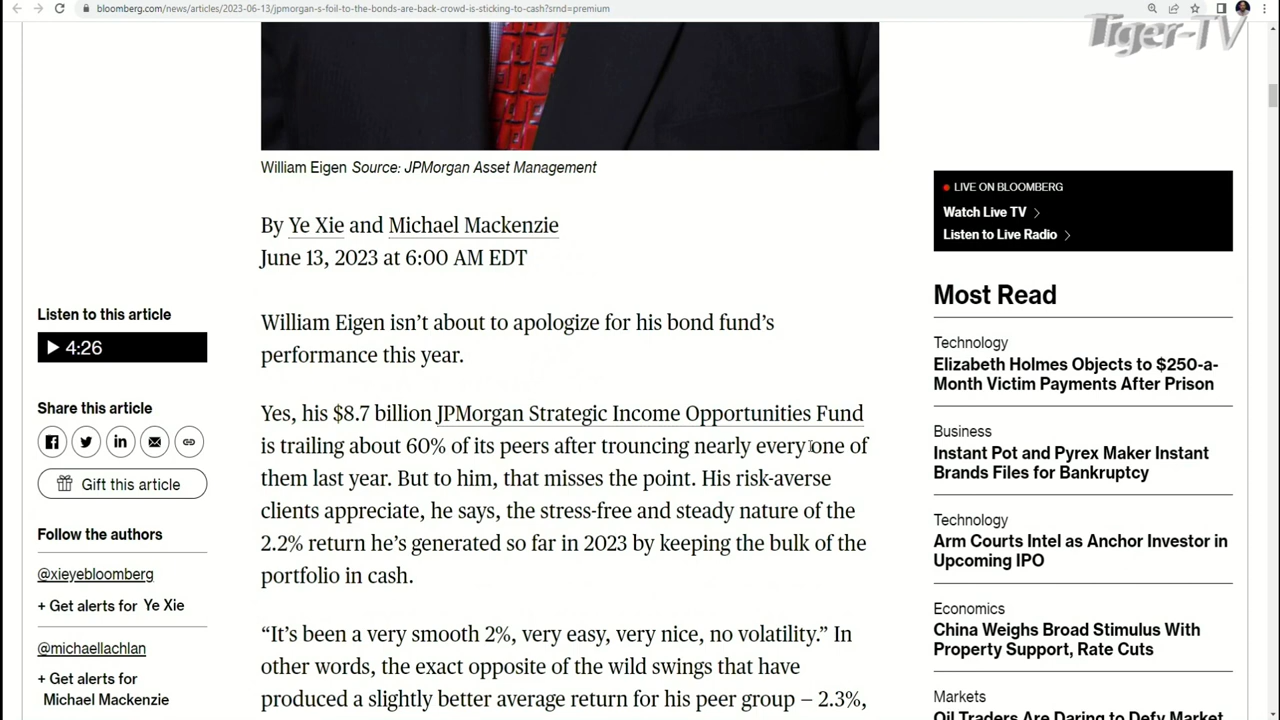 bloomberg.com/news/articles/2023-06-13/jpmorgan-s-foil-to-the-bonds-are-back-crowd-is-sticking-to-cash?srnd=premium
Tiger-TV
William Eigen Source: JPMorgan Asset Management
By Ye Xie and Michael Mackenzie
June 13, 2023 at 6:00 AM EDT
Listen to this article
4:26
Share this article
Gift this article
Follow the authors
@xieyebloomberg
+ Get alerts for Ye Xie
@michaellachlan
+ Get alerts for
Michael Mackenzie
William Eigen isn't about to apologize for his bond fund's
performance this year.
Yes, his $8.7 billion JPMorgan Strategic Income Opportunities Fund
is trailing about 60% of its peers after trouncing nearly every one of
them last year. But to him, that misses the point. His risk-averse
clients appreciate, he says, the stress-free and steady nature of the
2.2% return he's generated so far in 2023 by keeping the bulk of the
portfolio in cash.
“It's been a very smooth 2%, very easy, very nice, no volatility.” In
other words, the exact opposite of the wild swings that have
produced a slightly better average return for his peer group – 2.3%,
LIVE ON BLOOMBERG
Watch Live TV
Listen to Live Radio
Most Read
Technology
Elizabeth Holmes Objects to $250-a-
Month Victim Payments After Prison
Business
Instant Pot and Pyrex Maker Instant
Brands Files for Bankruptcy
Technology
Arm Courts Intel as Anchor Investor in
Upcoming IPO
Economics
China Weighs Broad Stimulus With
Property Support, Rate Cuts
Markets
Oil Traders Are Daring to Defy Market